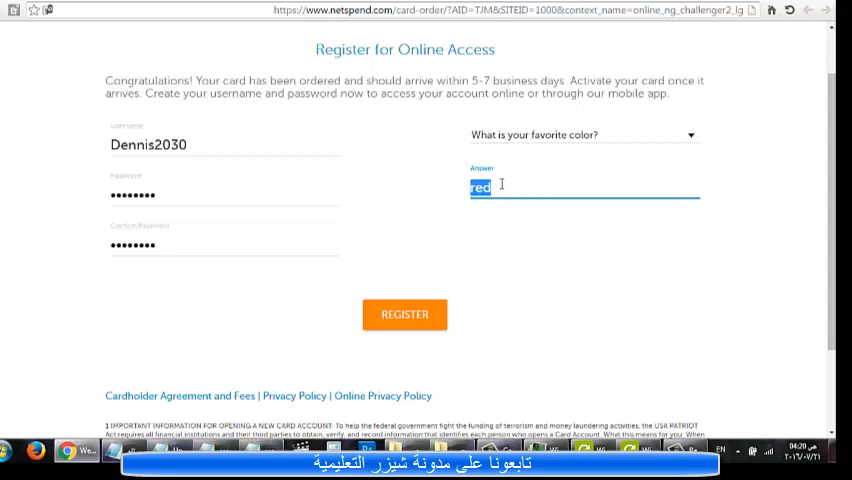 https://www.netspend.com/card-order/?AID=TJM&SITEID=1000&context_name=online_ng_challenger2_lg
Register for Online Access
Congratulations! Your card has been ordered and should arrive within 5-7 business days. Activate your card once it
arrives. Create your username and password now to access your account online or through our mobile app.
Username
Dennis2030
What is your favorite color?
Answer
red
Password
••••••••
Confirm Password
••••••••
REGISTER
Cardholder Agreement and Fees | Privacy Policy | Online Privacy Policy
1 IMPORTANT INFORMATION FOR OPENING A NEW CARD ACCOUNT: To help the federal government fight the funding of terrorism and money laundering activities, the USA PATRIOT
Act requires all financial institutions and their third parties to obtain, verify, and record information that identifies each person who opens a Card Account. What this means for you: When
We...
Wi...
Wi...
Re...
EN
04:20 ص
٢٠١٦/٠٧/٢١
تابعونا على مدونة شيزر التعليمية